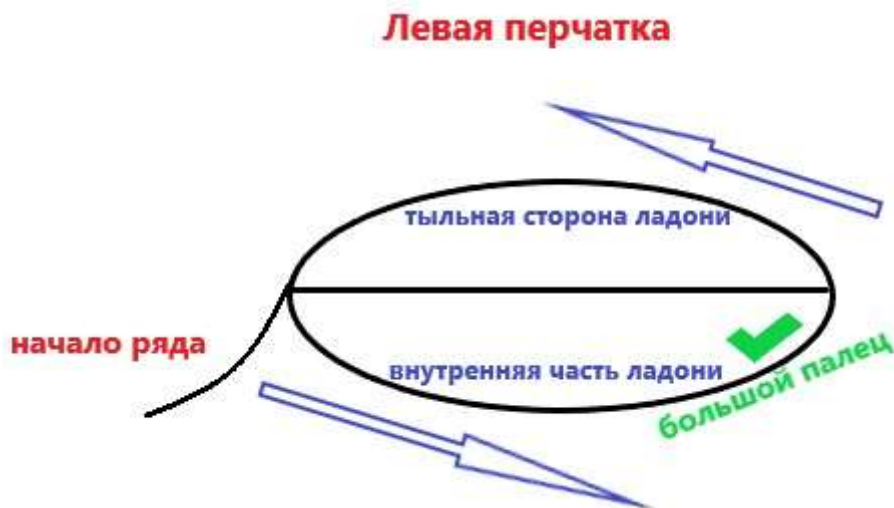 Левая перчатка
тыльная сторона ладони
начало ряда
внутренняя часть ладони
большой палец